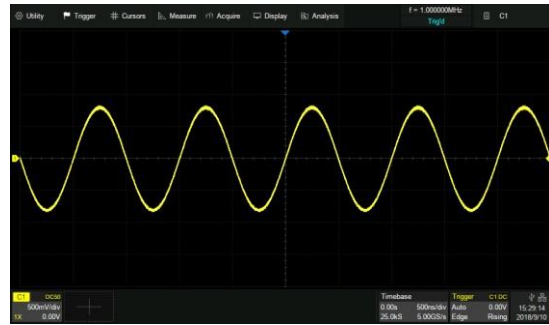 Utility Trigger Cursors Measure Acquire Display Analysis
f = 1.000000MHz
Trig'd
C1
C1 DC50
500mV/div
1X 0.00V
Timebase
0.00s 500ns/div
25.0kS 5.00GS/s
Trigger C1 DC
Auto 0.00V
Edge Rising
15:29:14
2018/9/10